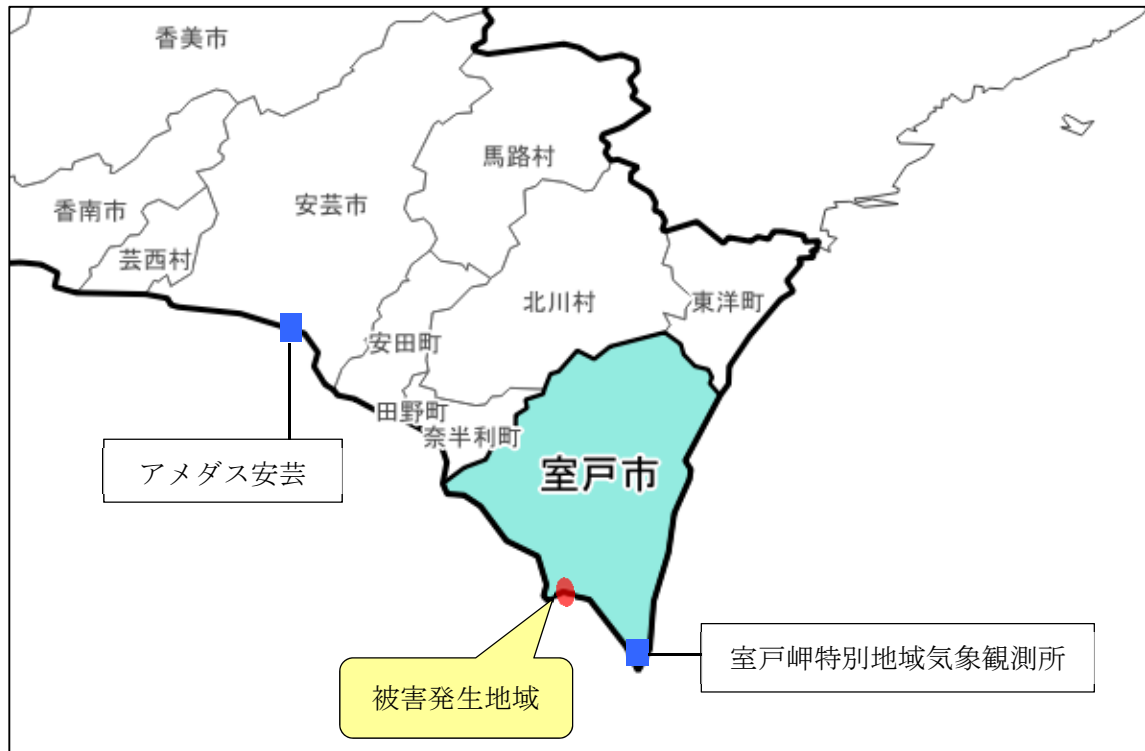 香美市
馬路村
安芸市
香南市
芸西村
北川村
東洋町
安田町
田野町
奈半利町
アメダス安芸
室戸市
室戸岬特別地域気象観測所
被害発生地域